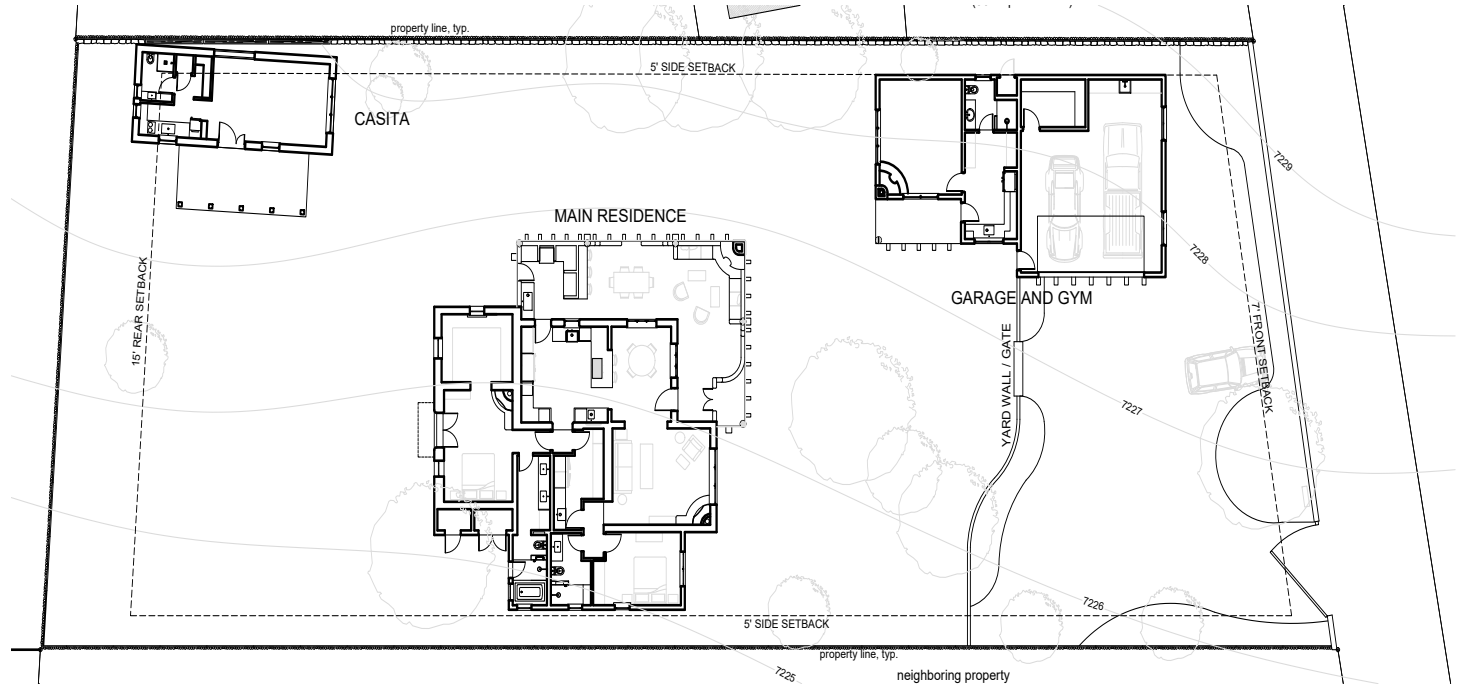 property line, typ.
5' SIDE SETBACK
CASITA
7229
MAIN RESIDENCE
7228
15' REAR SETBACK
GARAGE AND GYM
7' FRONT SETBACK
YARD WALL / GATE
7227
7226
5' SIDE SETBACK
property line, typ.
7225
neighboring property